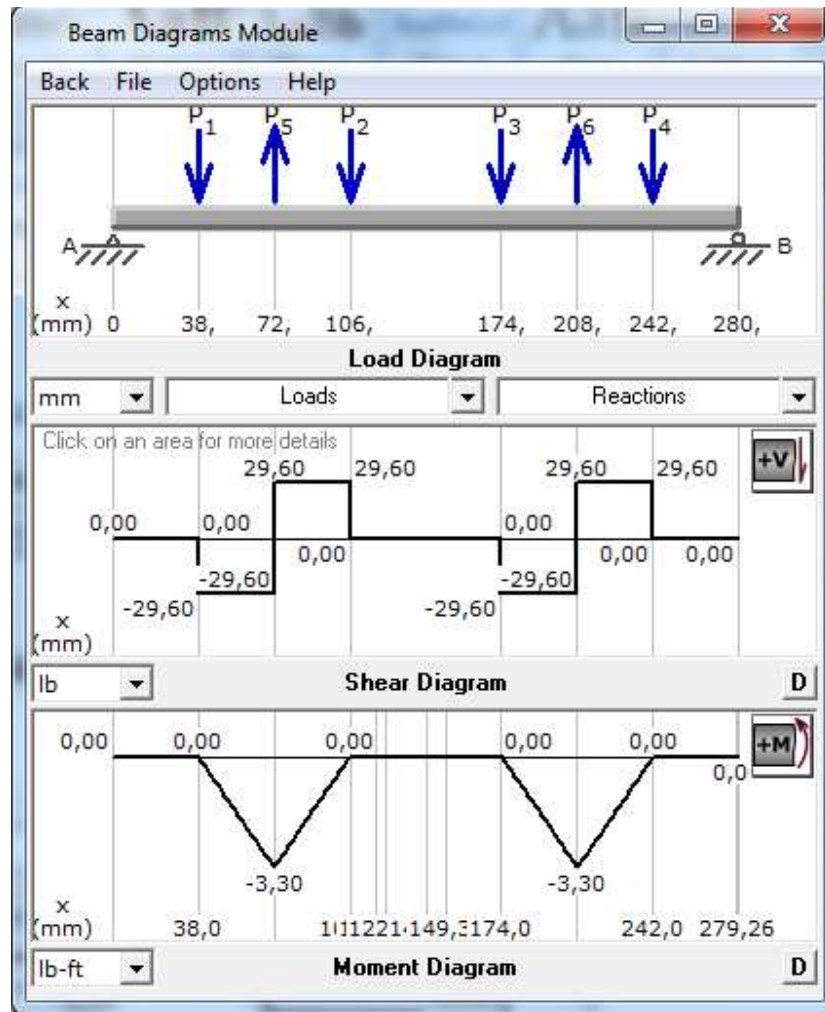 Beam Diagrams Module
Back File Options Help
P1 P5 P2 P3 P6 P4
A B
x
(mm) 0 38, 72, 106, 174, 208, 242, 280,
Load Diagram
mm Loads Reactions
Click on an area for more details
+V
29,60 29,60 29,60 29,60
0,00 0,00 0,00
0,00 0,00 0,00
-29,60 -29,60
-29,60 -29,60
x
(mm)
lb Shear Diagram D
0,00 0,00 0,00 0,00 0,00 +M
0,0
-3,30 -3,30
x
(mm) 38,0 174,0 242,0 279,26
lb-ft Moment Diagram D